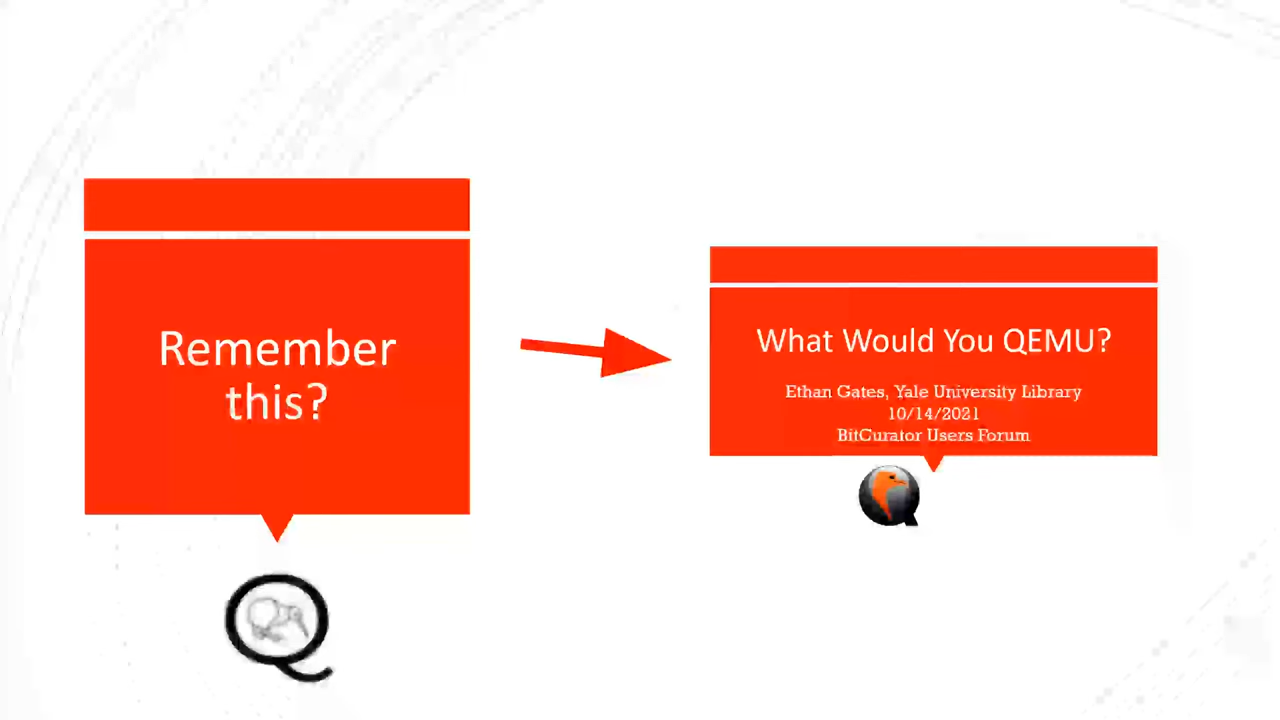 Remember
this?
What Would You QEMU?
Ethan Gates, Yale University Library
10/14/2021
BitCurator Users Forum